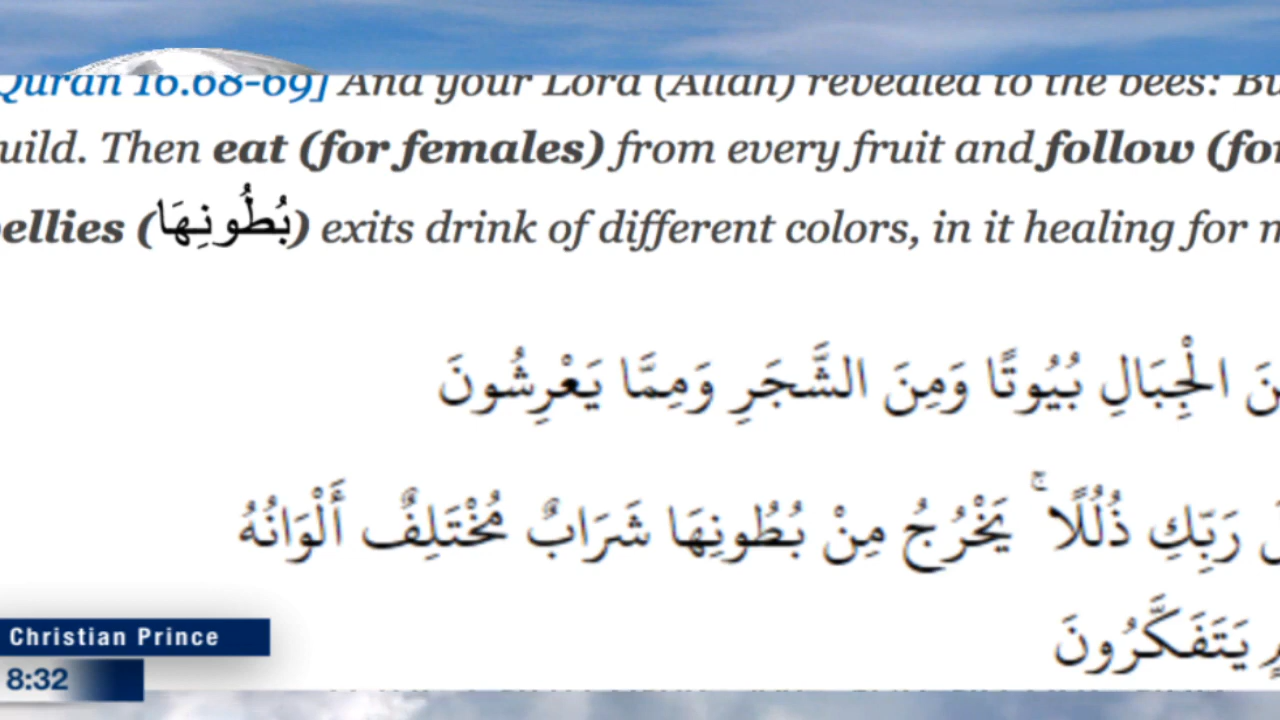 Quran 16.68-69] And your Lord (Allah) revealed to the bees: Bu
uild. Then eat (for females) from every fruit and follow (for
ellies (بُطُونِهَا) exits drink of different colors, in it healing for m
نَ الْجِبَالِ بُيُوتًا وَمِنَ الشَّجَرِ وَمِمَّا يَعْرِشُونَ
رَبِّكِ ذُلُلًا ۚ يَخْرُجُ مِنْ بُطُونِهَا شَرَابٌ مُخْتَلِفٌ أَلْوَانُهُ
يَتَفَكَّرُونَ
Christian Prince
8:32